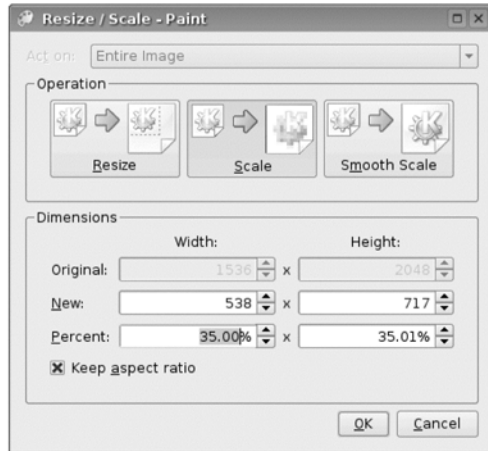 Resize / Scale - Paint
Act on: Entire Image
Operation
Resize
Scale
Smooth Scale
Dimensions
Width: Height:
Original: 1536 x 2048
New: 538 x 717
Percent: 35.00% x 35.01%
Keep aspect ratio
OK Cancel